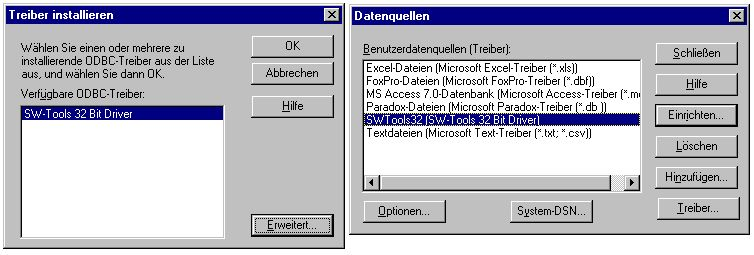 Treiber installieren
Wählen Sie einen oder mehrere zu
installierende ODBC-Treiber aus der Liste
aus, und wählen Sie dann OK.
Verfügbare ODBC-Treiber:
SW-Tools 32 Bit Driver
OK
Abbrechen
Hilfe
Erweitert...
Datenquellen
Benutzerdatenquellen (Treiber):
Excel-Dateien (Microsoft Excel-Treiber (*.xls))
FoxPro-Dateien (Microsoft FoxPro-Treiber (*.dbf))
MS Access 7.0-Datenbank (Microsoft Access-Treiber (*.m
Paradox-Dateien (Microsoft Paradox-Treiber (*.db ))
SWTools32 (SW-Tools 32 Bit Driver)
Textdateien (Microsoft Text-Treiber (*.txt; *.csv))
Schließen
Hilfe
Einrichten...
Löschen
Hinzufügen...
Treiber...
Optionen...
System-DSN...